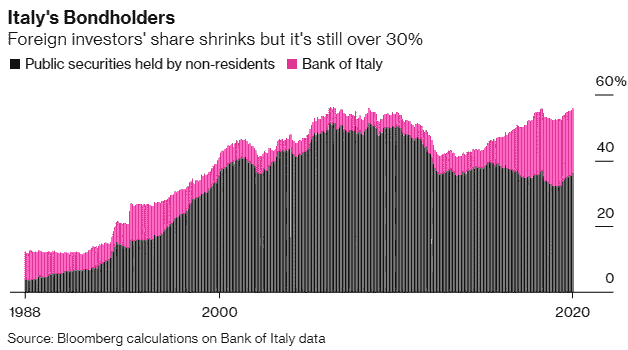 Italy's Bondholders
Foreign investors' share shrinks but it's still over 30%
Public securities held by non-residents Bank of Italy
60%
40
20
0
1988 2000 2020
Source: Bloomberg calculations on Bank of Italy data